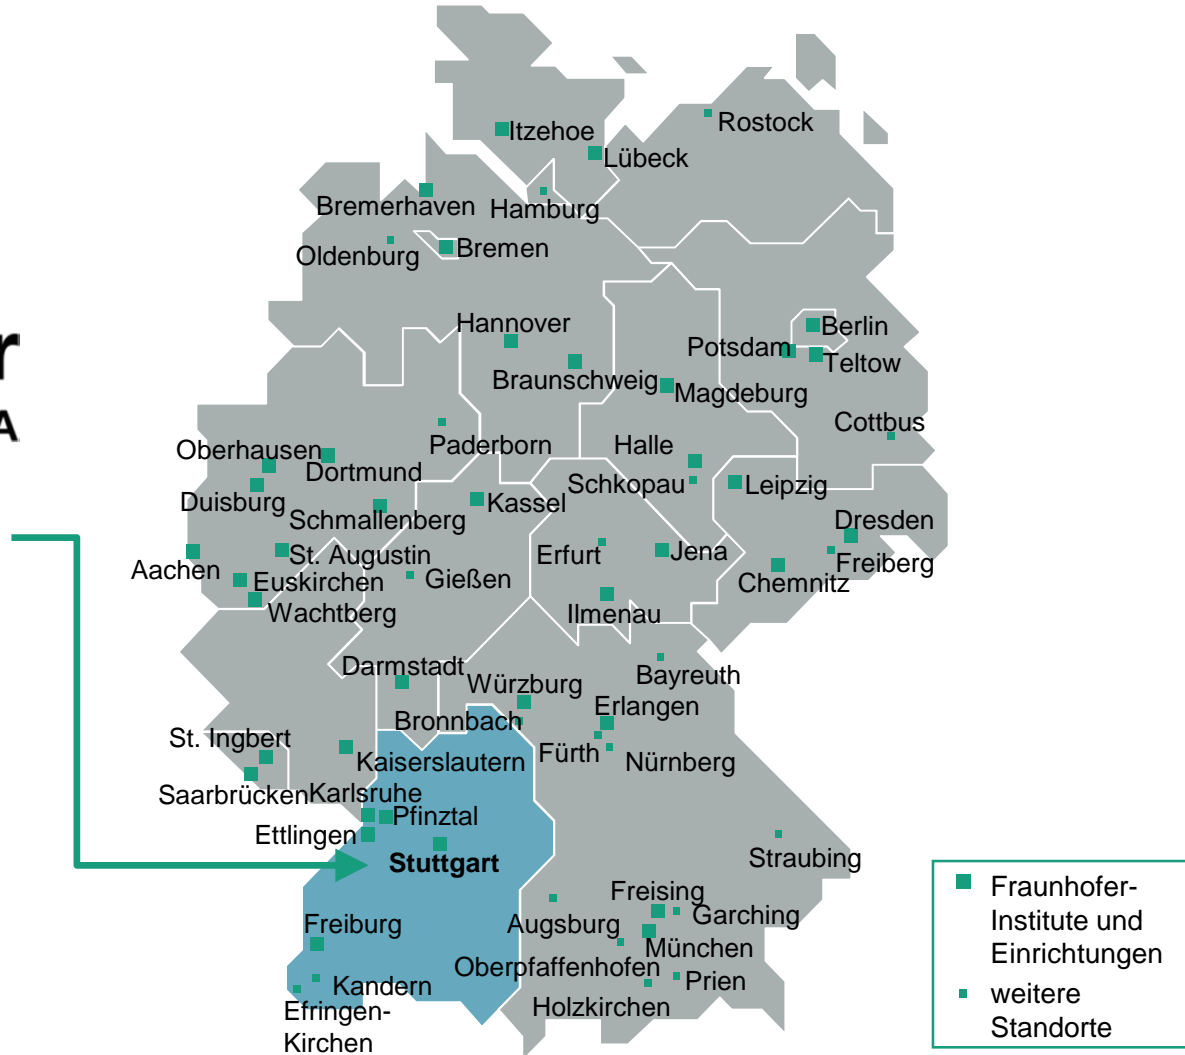 Itzehoe
Rostock
Lübeck
Bremerhaven
Hamburg
Oldenburg
Bremen
r
A
Hannover
Berlin
Potsdam
Teltow
Braunschweig
Magdeburg
Cottbus
Paderborn
Halle
Oberhausen
Dortmund
Schkopau
Leipzig
Duisburg
Kassel
Schmallenberg
Dresden
Aachen
St. Augustin
Erfurt
Jena
Freiberg
Euskirchen
Gießen
Chemnitz
Wachtberg
Ilmenau
Darmstadt
Würzburg
Bayreuth
Bronnbach
Erlangen
St. Ingbert
Kaiserslautern
Fürth
Nürnberg
Saarbrücken
Karlsruhe
Pfinztal
Ettlingen
Stuttgart
Straubing
Freising
Garching
Freiburg
Augsburg
München
Oberpfaffenhofen
Prien
Kandern
Holzkirchen
Efringen-
Kirchen
Fraunhofer-
Institute und
Einrichtungen
weitere
Standorte